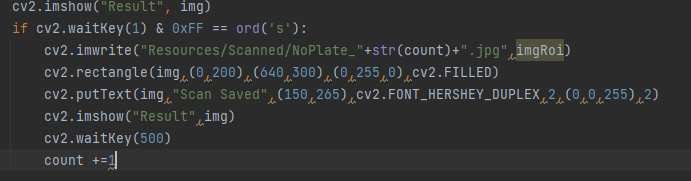 cv2.imshow("Result", img)
if cv2.waitKey(1) & 0xFF == ord('s'):
    cv2.imwrite("Resources/Scanned/NoPlate_"+str(count)+".jpg",imgRoi)
    cv2.rectangle(img,(0,200),(640,300),(0,255,0),cv2.FILLED)
    cv2.putText(img,"Scan Saved",(150,265),cv2.FONT_HERSHEY_DUPLEX,2,(0,0,255),2)
    cv2.imshow("Result",img)
    cv2.waitKey(500)
    count +=1